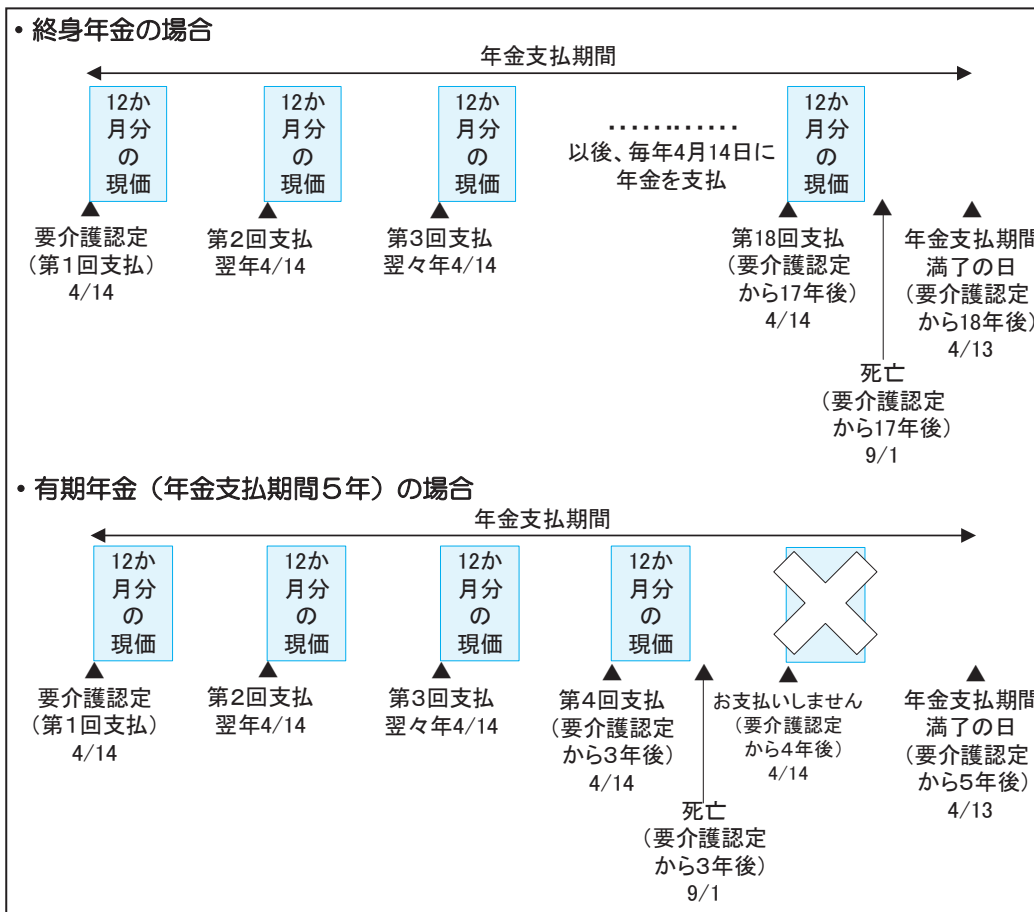 ・終身年金の場合
年金支払期間
12か
月分
の
現価
12か
月分
の
現価
12か
月分
の
現価
・・・・・・・・・・・・・
以後、毎年4月14日に
年金を支払
12か
月分
の
現価
要介護認定
（第１回支払）
4/14
第２回支払
翌年4/14
第３回支払
翌々年4/14
第18回支払
（要介護認定
から17年後）
4/14
死亡
（要介護認定
から17年後）
9/1
年金支払期間
満了の日
（要介護認定
から18年後）
4/13
・有期年金（年金支払期間５年）の場合
年金支払期間
12か
月分
の
現価
12か
月分
の
現価
12か
月分
の
現価
12か
月分
の
現価
要介護認定
（第１回支払）
4/14
第２回支払
翌年4/14
第３回支払
翌々年4/14
第４回支払
（要介護認定
から３年後）
4/14
死亡
（要介護認定
から３年後）
9/1
お支払いしません
（要介護認定
から４年後）
4/14
年金支払期間
満了の日
（要介護認定
から５年後）
4/13